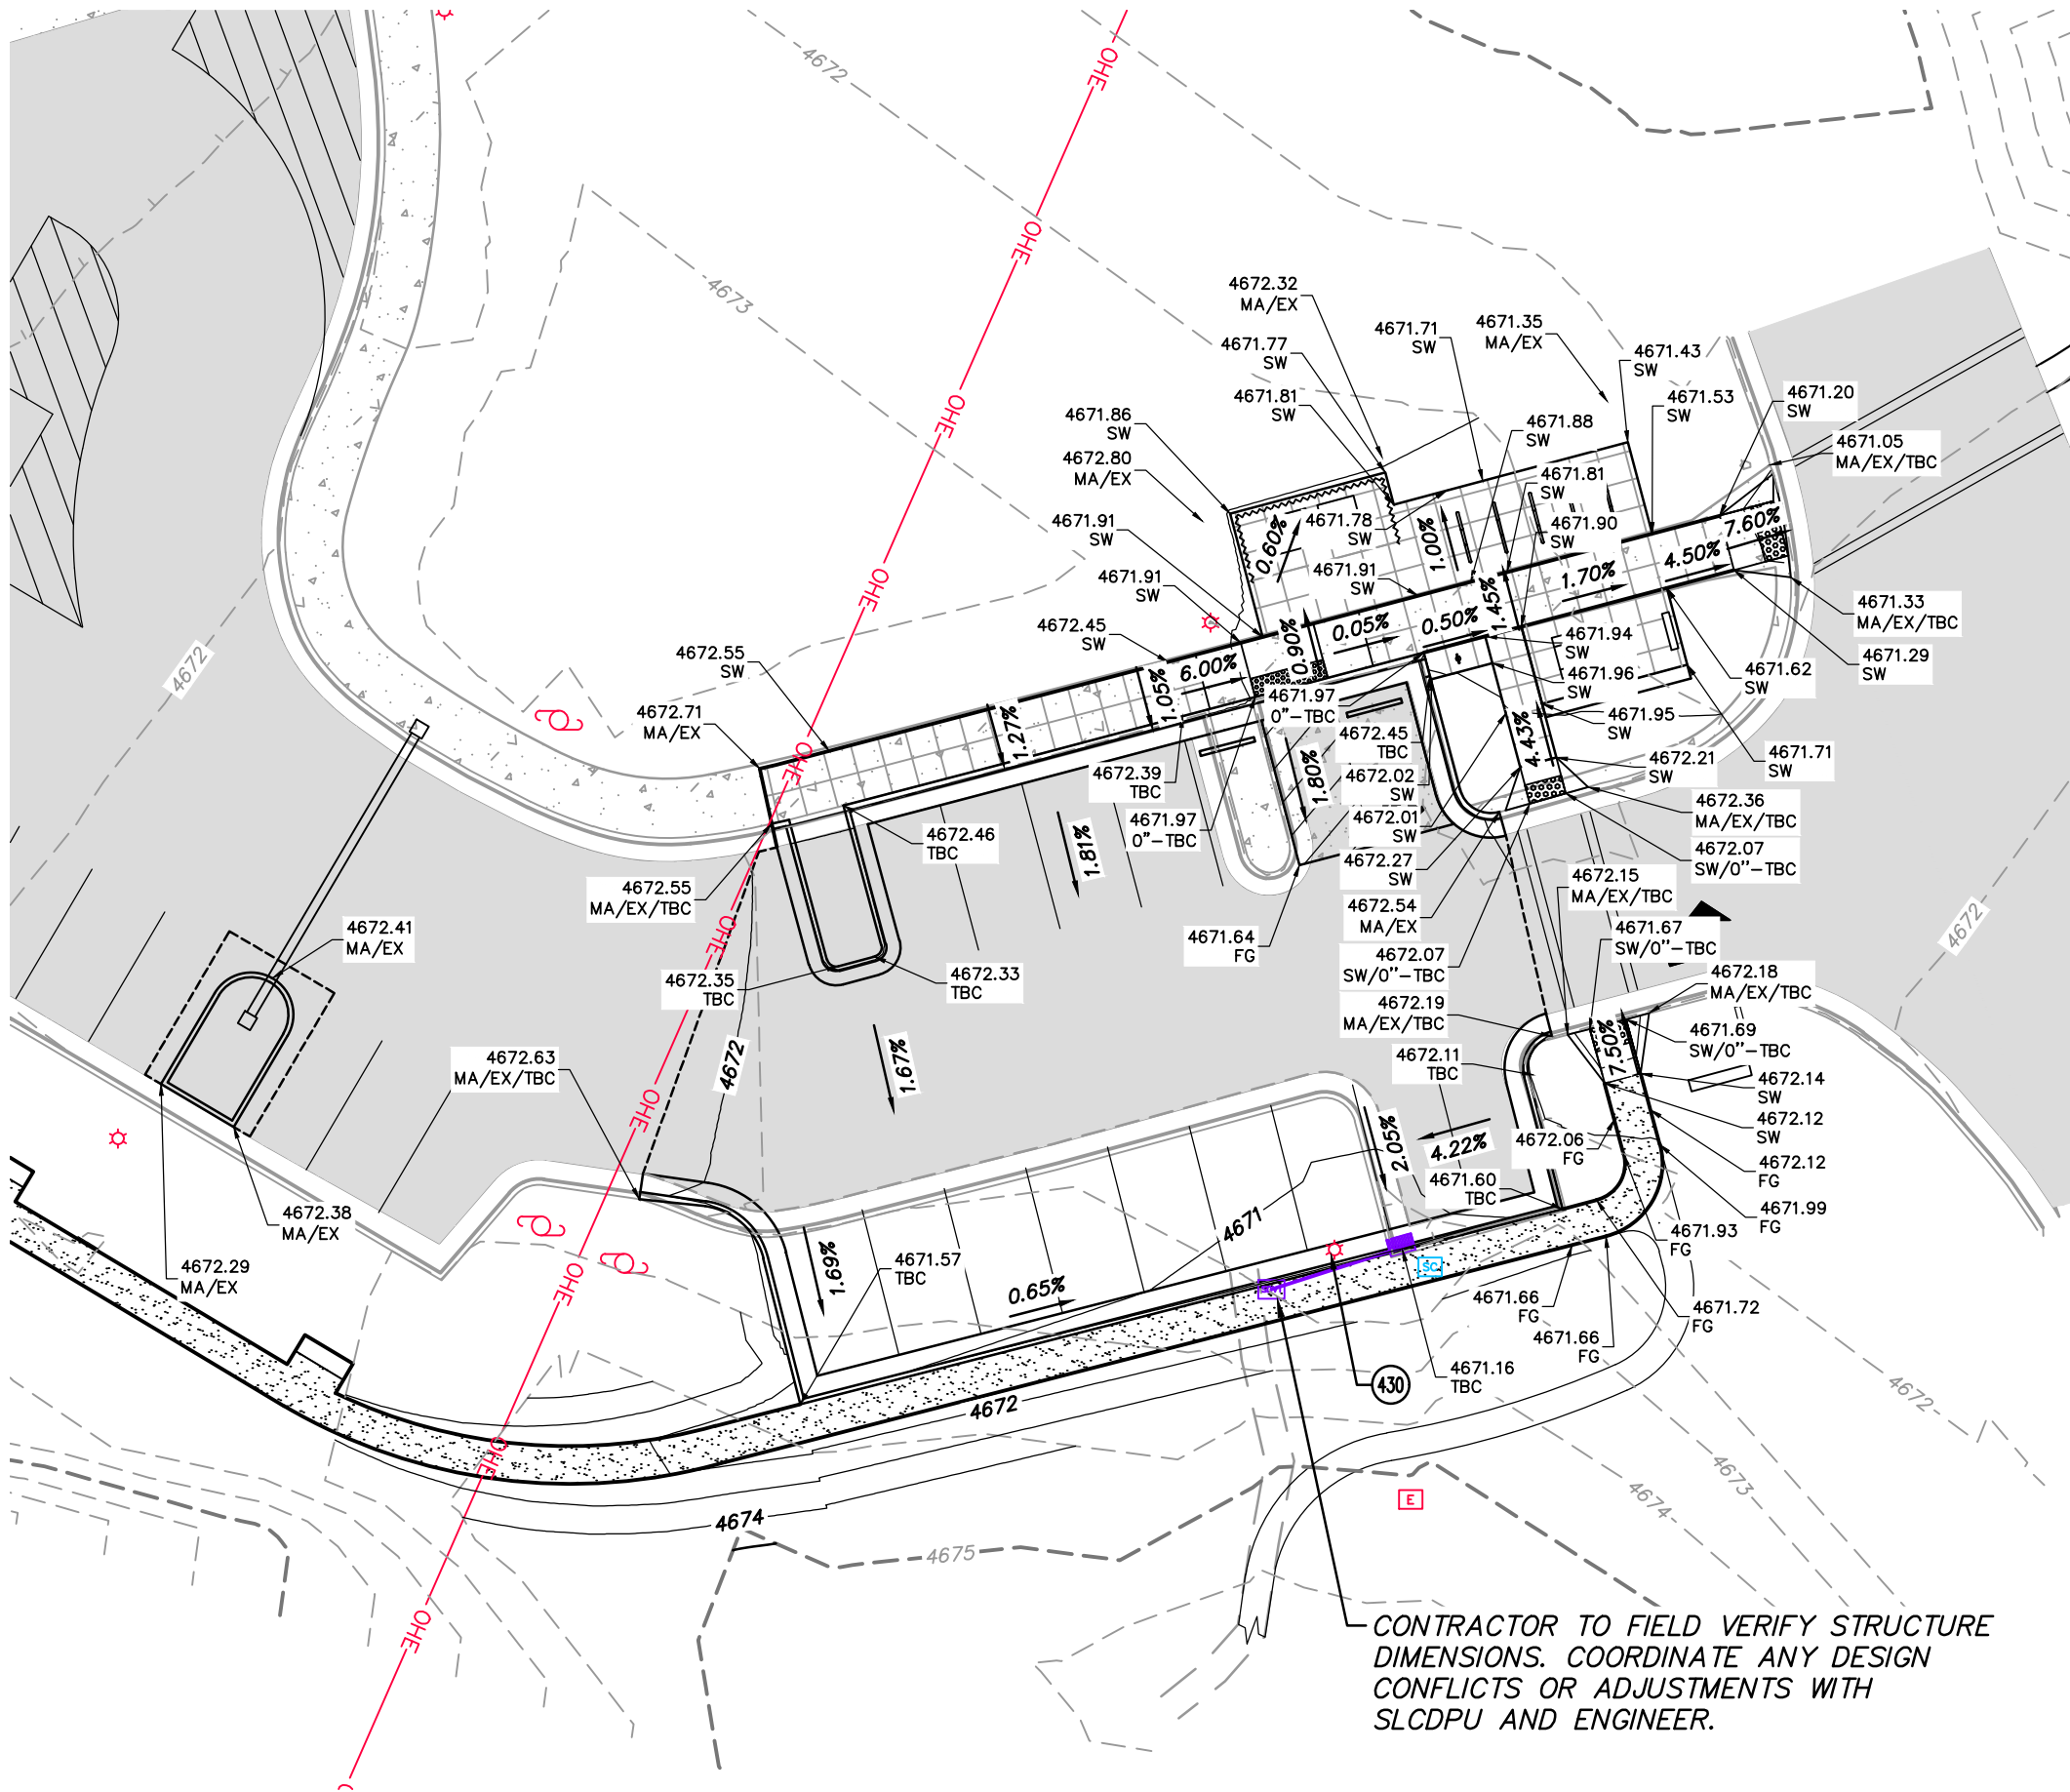 OHE
4672
OHE
4673
4672.32
MA/EX
4671.77
SW
4671.81
SW
4671.71
SW
4671.35
MA/EX
4671.43
SW
4671.53
SW
4671.20
SW
4671.05
MA/EX/TBC
4671.86
SW
4672.80
MA/EX
4671.88
SW
4671.81
SW
4671.90
SW
4671.78
SW
4671.91
SW
4671.91
SW
4671.91
SW
0.60%
1.00%
7.60%
4.50%
1.70%
1.45%
0.50%
0.05%
0.90%
6.00%
1.05%
1.27%
OHE
OHE
OHE
4672
4672.45
SW
4672.55
SW
4672.71
MA/EX
4671.33
MA/EX/TBC
4671.29
SW
4671.94
SW
4671.96
SW
4671.62
SW
4671.95
SW
4671.71
SW
4671.97
0"-TBC
4672.45
TBC
4672.39
TBC
4672.02
SW
4671.97
0"-TBC
4672.01
SW
4672.21
SW
4672.36
MA/EX/TBC
4672.07
SW/0"-TBC
4.43%
1.80%
1.81%
4672.46
TBC
4672.55
MA/EX/TBC
4672.27
SW
4672.15
MA/EX/TBC
4672.54
MA/EX
4671.67
SW/0"-TBC
4671.64
FG
4672.07
SW/0"-TBC
4672.18
MA/EX/TBC
4672
4672.41
MA/EX
4672.35
TBC
4672.33
TBC
OHE
OHE
4672.19
MA/EX/TBC
4671.69
SW/0"-TBC
7.50%
4672.11
TBC
4672.14
SW
4672.12
SW
4672.12
FG
4672.06
FG
4671.99
FG
4671.93
FG
4672.63
MA/EX/TBC
4672
1.67%
OHE
2.05%
4.22%
4671.60
TBC
4671
4672.38
MA/EX
4672.29
MA/EX
1.69%
4671.57
TBC
0.65%
OHE
SC
4671.66
FG
4671.66
FG
4671.72
FG
4671.16
TBC
430
4672
4672
OHE
4674
4675
E
4674
4673
OHE
CONTRACTOR TO FIELD VERIFY STRUCTURE
DIMENSIONS. COORDINATE ANY DESIGN
CONFLICTS OR ADJUSTMENTS WITH
SLCDPU AND ENGINEER.